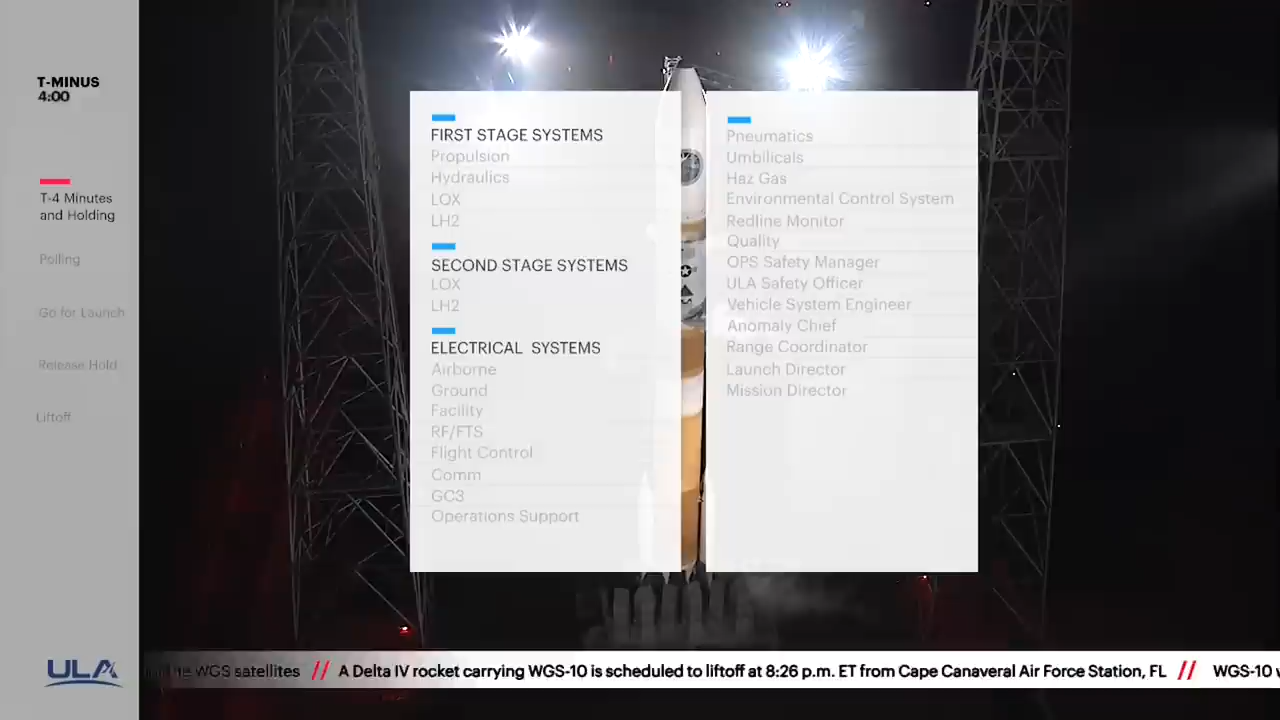 T-MINUS
4:00
T-4 Minutes
and Holding
Polling
Go for Launch
Release Hold
Liftoff
FIRST STAGE SYSTEMS
Propulsion
Hydraulics
LOX
LH2
SECOND STAGE SYSTEMS
LOX
LH2
ELECTRICAL SYSTEMS
Airborne
Ground
Facility
RF/FTS
Flight Control
Comm
GC3
Operations Support
Pneumatics
Umbilicals
Haz Gas
Environmental Control System
Redline Monitor
Quality
OPS Safety Manager
ULA Safety Officer
Vehicle System Engineer
Anomaly Chief
Range Coordinator
Launch Director
Mission Director
ULA
the WGS satellites // A Delta IV rocket carrying WGS-10 is scheduled to liftoff at 8:26 p.m. ET from Cape Canaveral Air Force Station, FL // WGS-10